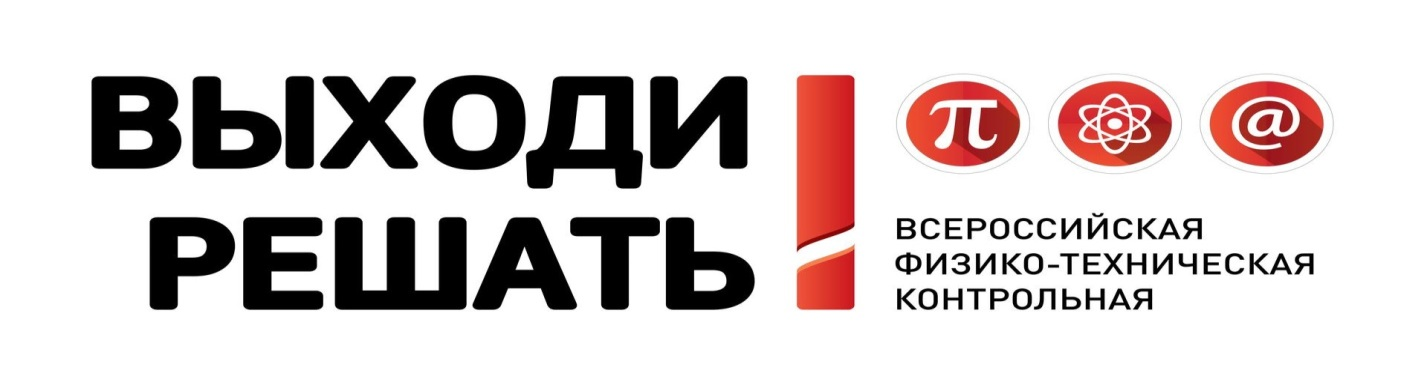 ВЫХОДИ
РЕШАТЬ!
π @
ВСЕРОССИЙСКАЯ
ФИЗИКО-ТЕХНИЧЕСКАЯ
КОНТРОЛЬНАЯ